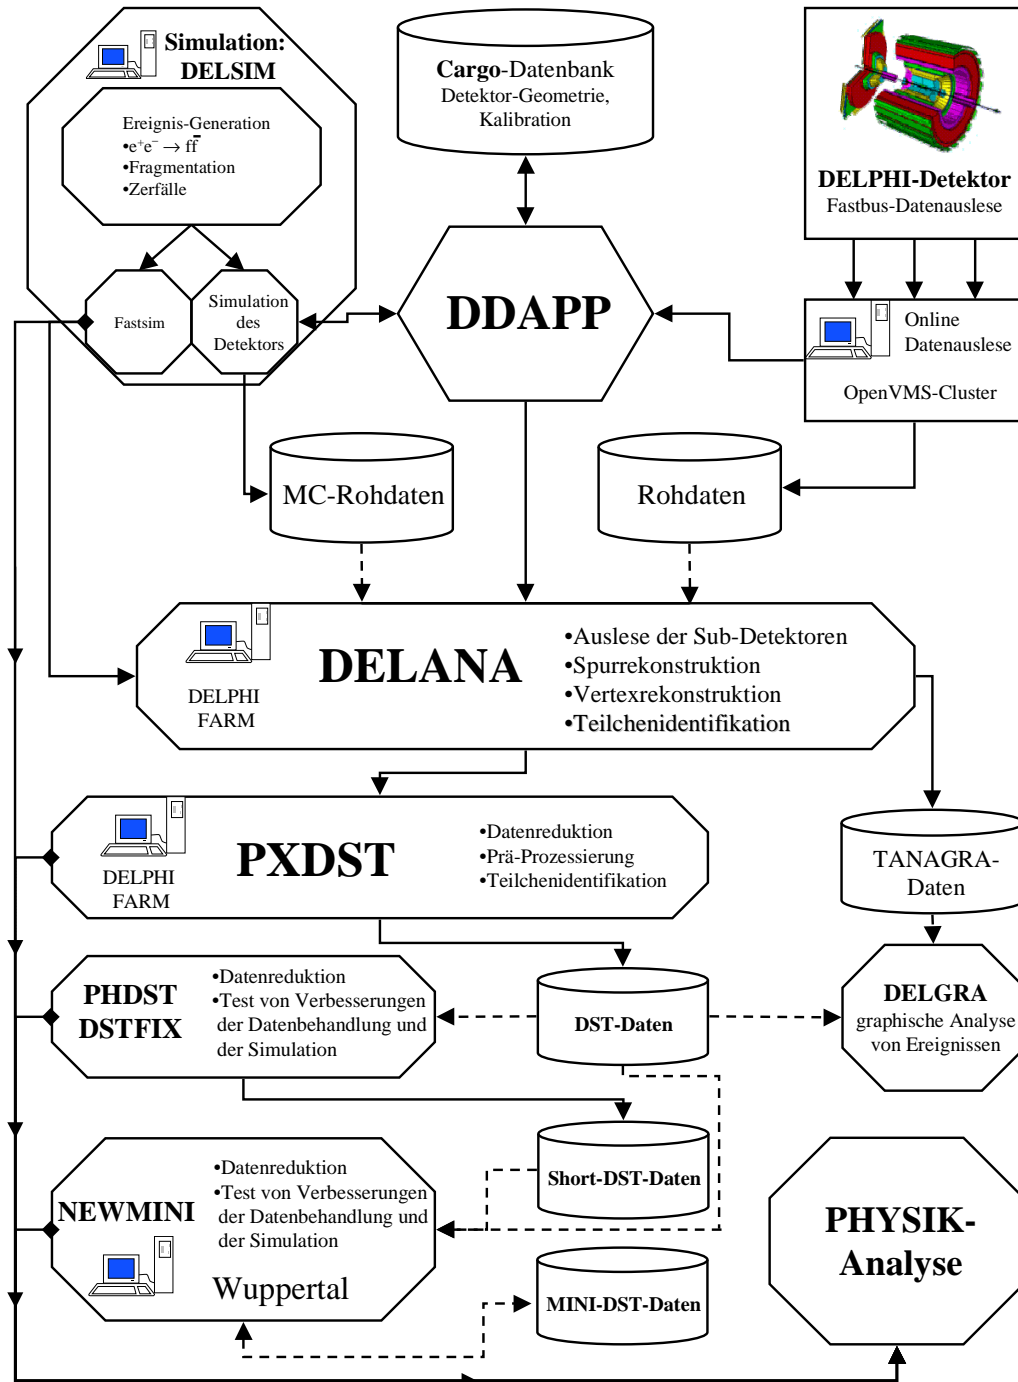 Simulation:
DELSIM
Ereignis-Generation
•e⁺e⁻ → ff̄
•Fragmentation
•Zerfälle
Fastsim
Simulation
des
Detektors
Cargo-Datenbank
Detektor-Geometrie,
Kalibration
DELPHI-Detektor
Fastbus-Datenauslese
DDAPP
Online
Datenauslese
OpenVMS-Cluster
MC-Rohdaten
Rohdaten
DELPHI
FARM
DELANA
•Auslese der Sub-Detektoren
•Spurrekonstruktion
•Vertexrekonstruktion
•Teilchenidentifikation
DELPHI
FARM
PXDST
•Datenreduktion
•Prä-Prozessierung
•Teilchenidentifikation
TANAGRA-
Daten
PHDST
DSTFIX
•Datenreduktion
•Test von Verbesserungen
der Datenbehandlung und
der Simulation
DST-Daten
DELGRA
graphische Analyse
von Ereignissen
NEWMINI
•Datenreduktion
•Test von Verbesserungen
der Datenbehandlung und
der Simulation
Wuppertal
Short-DST-Daten
MINI-DST-Daten
PHYSIK-
Analyse